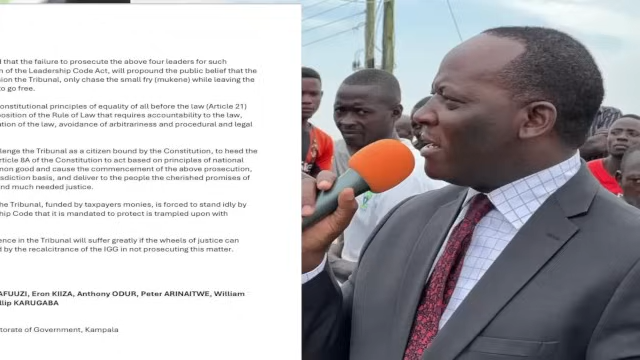 d that the failure to prosecute the above four leaders for such
n of the Leadership Code Act, will propound the public belief that the
ion the Tribunal, only chase the small fry (mukene) while leaving the
to go free.
onstitutional principles of equality of all before the law (Article 21)
position of the Rule of Law that requires accountability to the law,
ation of the law, avoidance of arbitrariness and procedural and legal
lenge the Tribunal as a citizen bound by the Constitution, to heed the
rticle 8A of the Constitution to act based on principles of national
mon good and cause the commencement of the above prosecution,
isdiction basis, and deliver to the people the cherished promises of
nd much needed justice.
he Tribunal, funded by taxpayers monies, is forced to stand idly by
hip Code that it is mandated to protect is trampled upon with
ence in the Tribunal will suffer greatly if the wheels of justice can
d by the recalcitrance of the IGG in not prosecuting this matter.
AFUUZI, Eron KIIZA, Anthony ODUR, Peter ARINAITWE, William
llip KARUGABA
torate of Government, Kampala